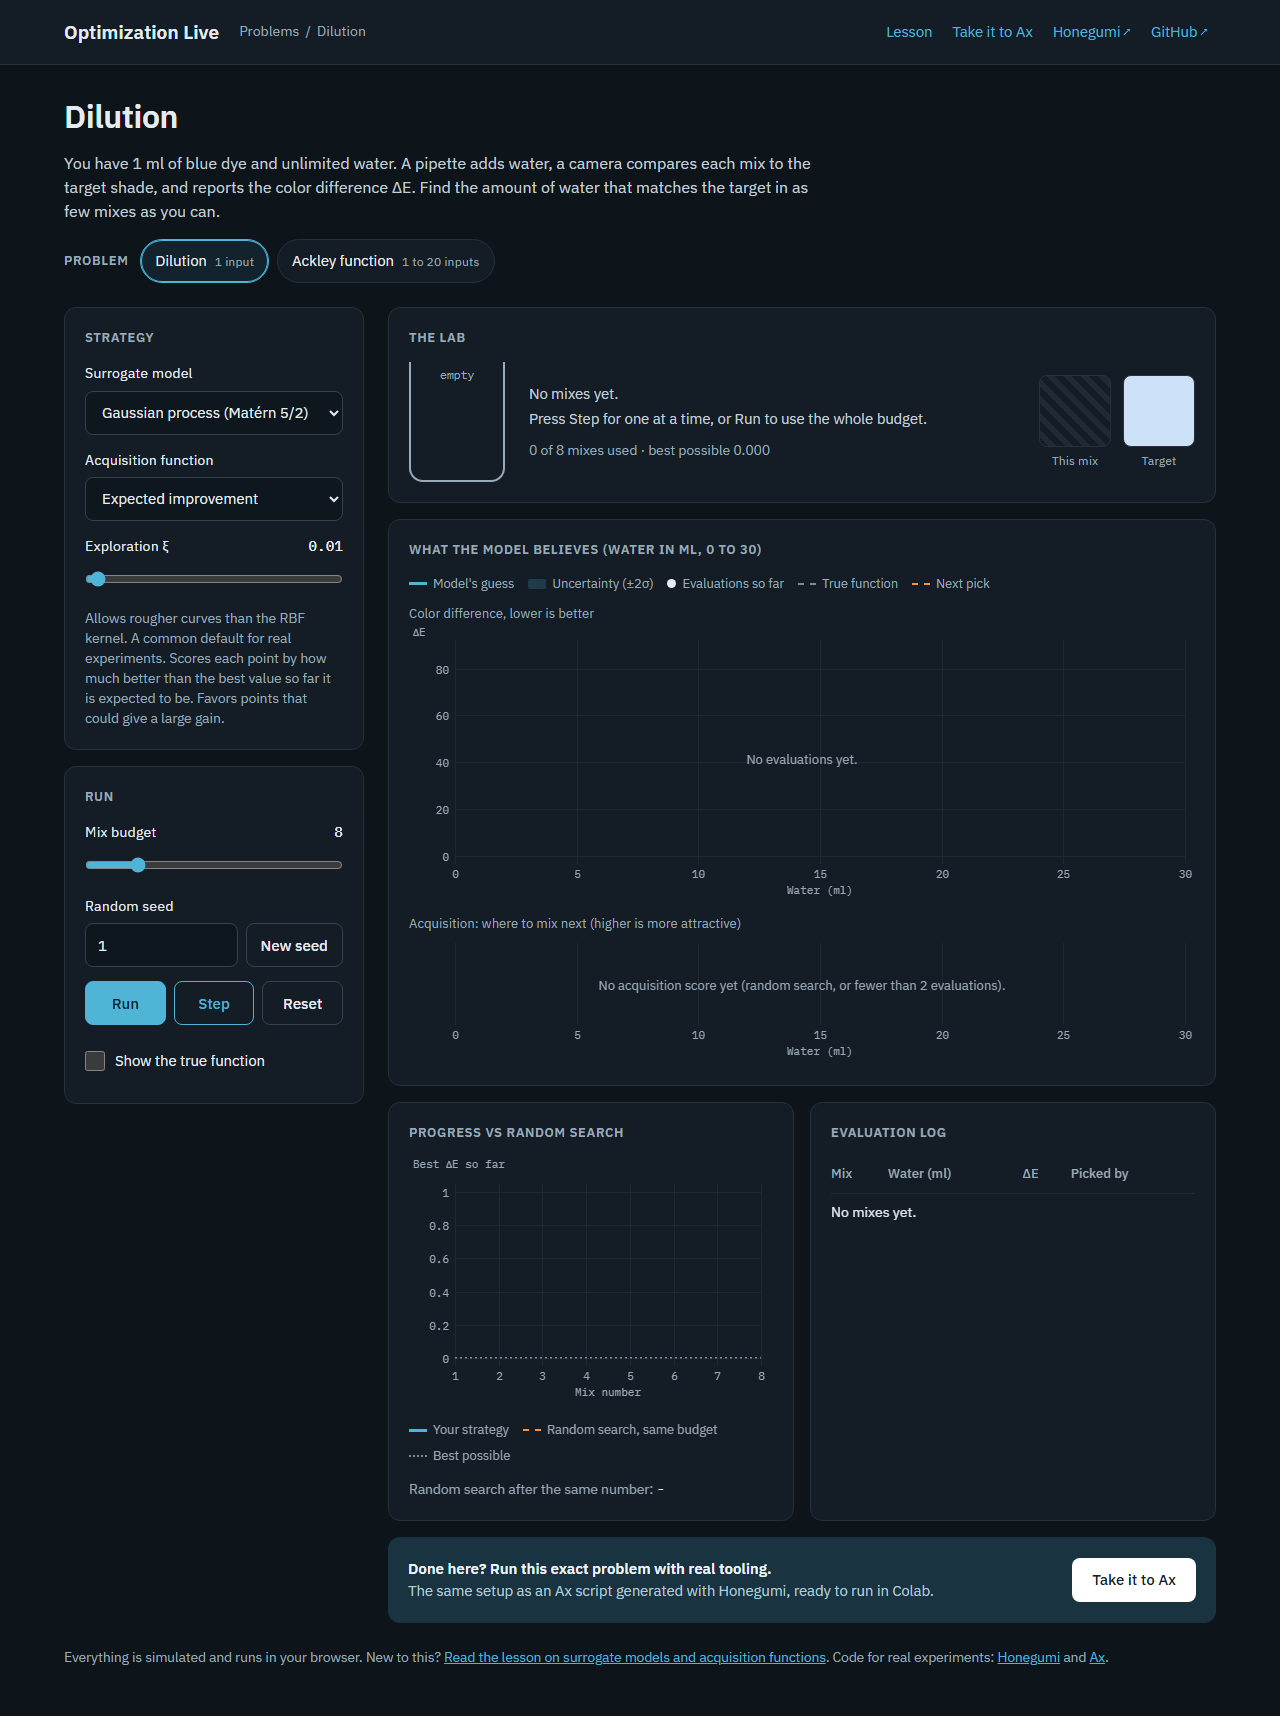 Optimization Live Problems / Dilution Lesson Take it to Ax Honegumi↗ GitHub↗
Dilution
You have 1 ml of blue dye and unlimited water. A pipette adds water, a camera compares each mix to the
target shade, and reports the color difference ΔE. Find the amount of water that matches the target in as
few mixes as you can.
PROBLEM Dilution 1 input Ackley function 1 to 20 inputs
STRATEGY
Surrogate model
Gaussian process (Matérn 5/2)
Acquisition function
Expected improvement
Exploration ξ 0.01
Allows rougher curves than the RBF
kernel. A common default for real
experiments. Scores each point by how
much better than the best value so far it
is expected to be. Favors points that
could give a large gain.
RUN
Mix budget 8
Random seed
1 New seed
Run Step Reset
Show the true function
THE LAB
empty
No mixes yet.
Press Step for one at a time, or Run to use the whole budget.
0 of 8 mixes used · best possible 0.000
This mix Target
WHAT THE MODEL BELIEVES (WATER IN ML, 0 TO 30)
Model's guess Uncertainty (±2σ) Evaluations so far True function Next pick
Color difference, lower is better
ΔE
80
60
40
20
0
No evaluations yet.
0 5 10 15 20 25 30
Water (ml)
Acquisition: where to mix next (higher is more attractive)
No acquisition score yet (random search, or fewer than 2 evaluations).
0 5 10 15 20 25 30
Water (ml)
PROGRESS VS RANDOM SEARCH
Best ΔE so far
1
0.8
0.6
0.4
0.2
0
1 2 3 4 5 6 7 8
Mix number
Your strategy Random search, same budget
Best possible
Random search after the same number: -
EVALUATION LOG
Mix Water (ml) ΔE Picked by
No mixes yet.
Done here? Run this exact problem with real tooling.
The same setup as an Ax script generated with Honegumi, ready to run in Colab.
Take it to Ax
Everything is simulated and runs in your browser. New to this? Read the lesson on surrogate models and acquisition functions. Code for real experiments: Honegumi and Ax.